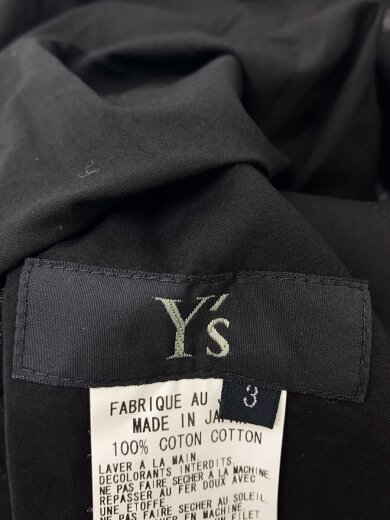 Y's
3
FABRIQUE AU
MADE IN
100% COTON COTTON
LAVER A LA MAIN.
DECOLORANTS INTERDITS.
NE PAS FAIRE SECHER A LA MACHINE.
REPASSER AU FER DOUX AVEC
UNE ETOFFE.
NE PAS FAIRE SECHER AU SOLEIL.
FILET